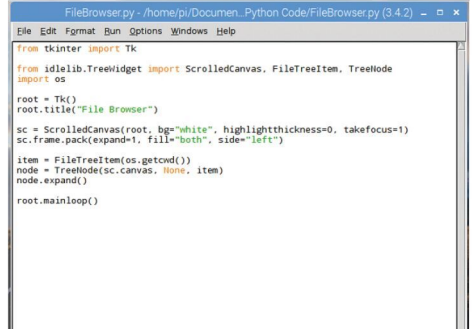 FileBrowser.py - /home/pi/Documen...Python Code/FileBrowser.py (3.4.2)
File Edit Format Run Options Windows Help
from tkinter import Tk
from idlelib.TreeWidget import ScrolledCanvas, FileTreeItem, TreeNode
import os
root = Tk()
root.title("File Browser")
sc = ScrolledCanvas(root, bg="white", highlightthickness=0, takefocus=1)
sc.frame.pack(expand=1, fill="both", side="left")
item = FileTreeItem(os.getcwd())
node = TreeNode(sc.canvas, None, item)
node.expand()
root.mainloop()